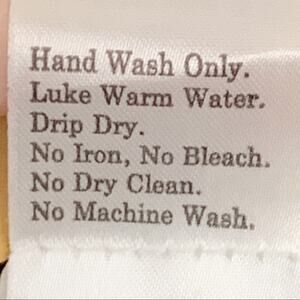 Hand Wash Only.
Luke Warm Water.
Drip Dry.
No Iron, No Bleach.
No Dry Clean.
No Machine Wash.